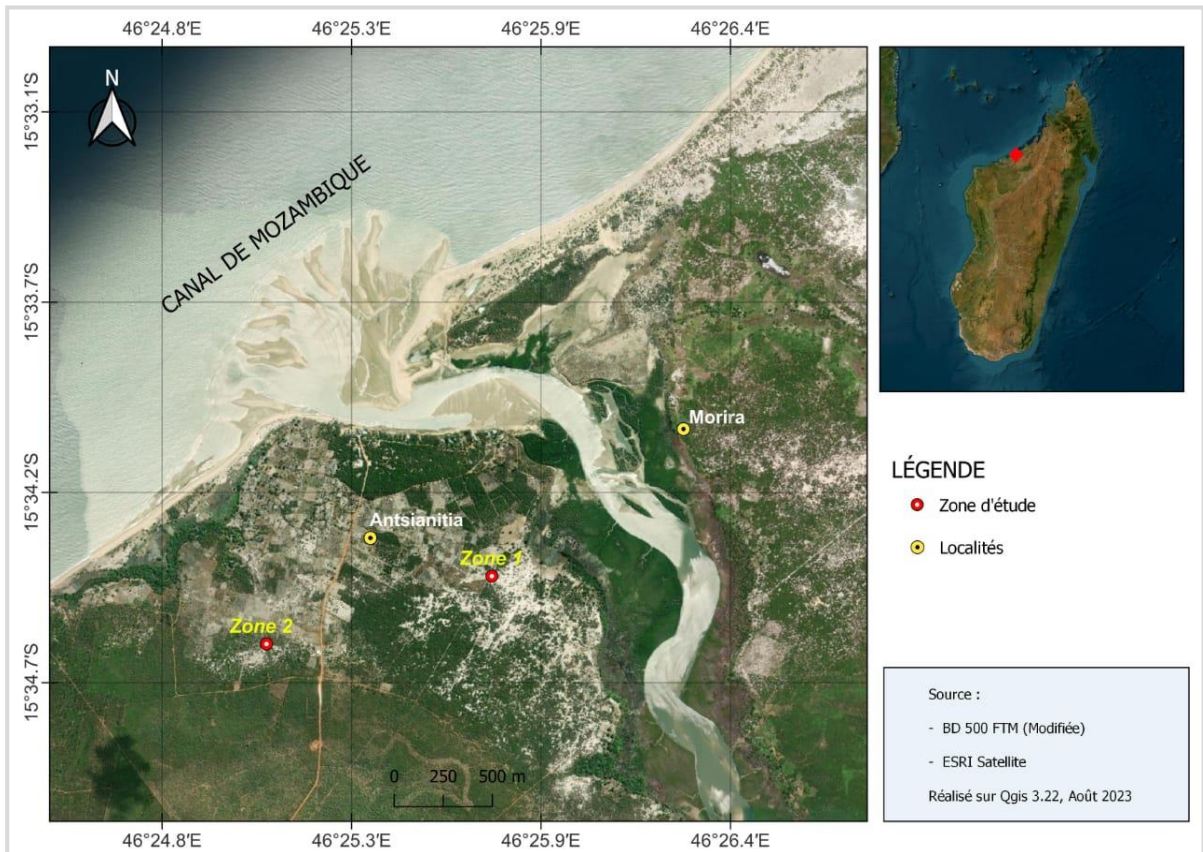 46°24.8′E 46°25.3′E 46°25.9′E 46°26.4′E
N
15°33.1′S
CANAL DE MOZAMBIQUE
15°33.7′S
Morira
15°34.2′S
Antsianitia
Zone 1
Zone 2
15°34.7′S
0 250 500 m
46°24.8′E 46°25.3′E 46°25.9′E 46°26.4′E
LÉGENDE
Zone d'étude
Localités
Source :
- BD 500 FTM (Modifiée)
- ESRI Satellite
Réalisé sur Qgis 3.22, Août 2023